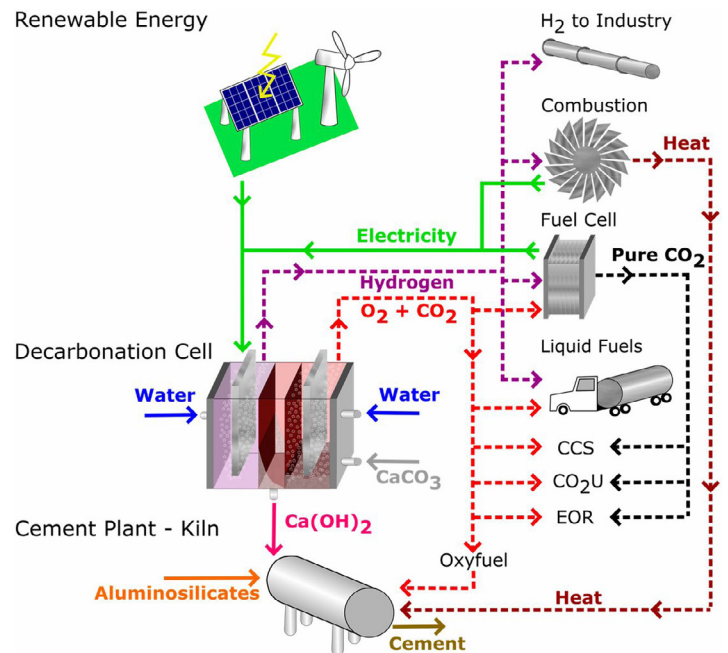 Renewable Energy
H2 to Industry
Combustion
Heat
Fuel Cell
Electricity
Pure CO2
Hydrogen
O2 + CO2
Decarbonation Cell
Liquid Fuels
Water
Water
CCS
CaCO3
CO2U
Ca(OH)2
EOR
Cement Plant - Kiln
Oxyfuel
Aluminosilicates
Heat
Cement